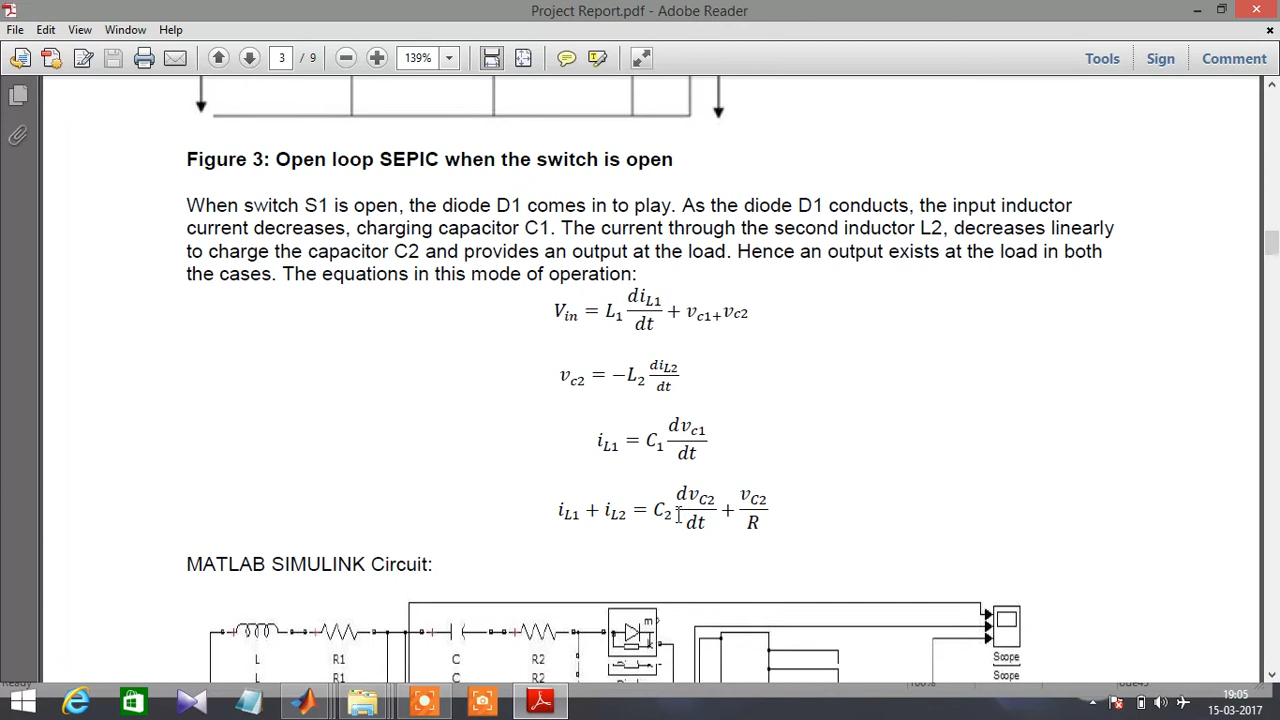 Project Report.pdf - Adobe Reader
File Edit View Window Help
3 / 9 139% Tools Sign Comment
Figure 3: Open loop SEPIC when the switch is open
When switch S1 is open, the diode D1 comes in to play. As the diode D1 conducts, the input inductor
current decreases, charging capacitor C1. The current through the second inductor L2, decreases linearly
to charge the capacitor C2 and provides an output at the load. Hence an output exists at the load in both
the cases. The equations in this mode of operation:
V_in = L_1 di_L1/dt + v_c1+ v_c2
v_c2 = −L_2 di_L2/dt
i_L1 = C_1 dv_c1/dt
i_L1 + i_L2 = C_2 dv_C2/dt + v_C2/R
MATLAB SIMULINK Circuit:
m
k
L R1 C R2 Scope
L R1 C R2 Scope
Ready 100% ode45
19:05
15-03-2017